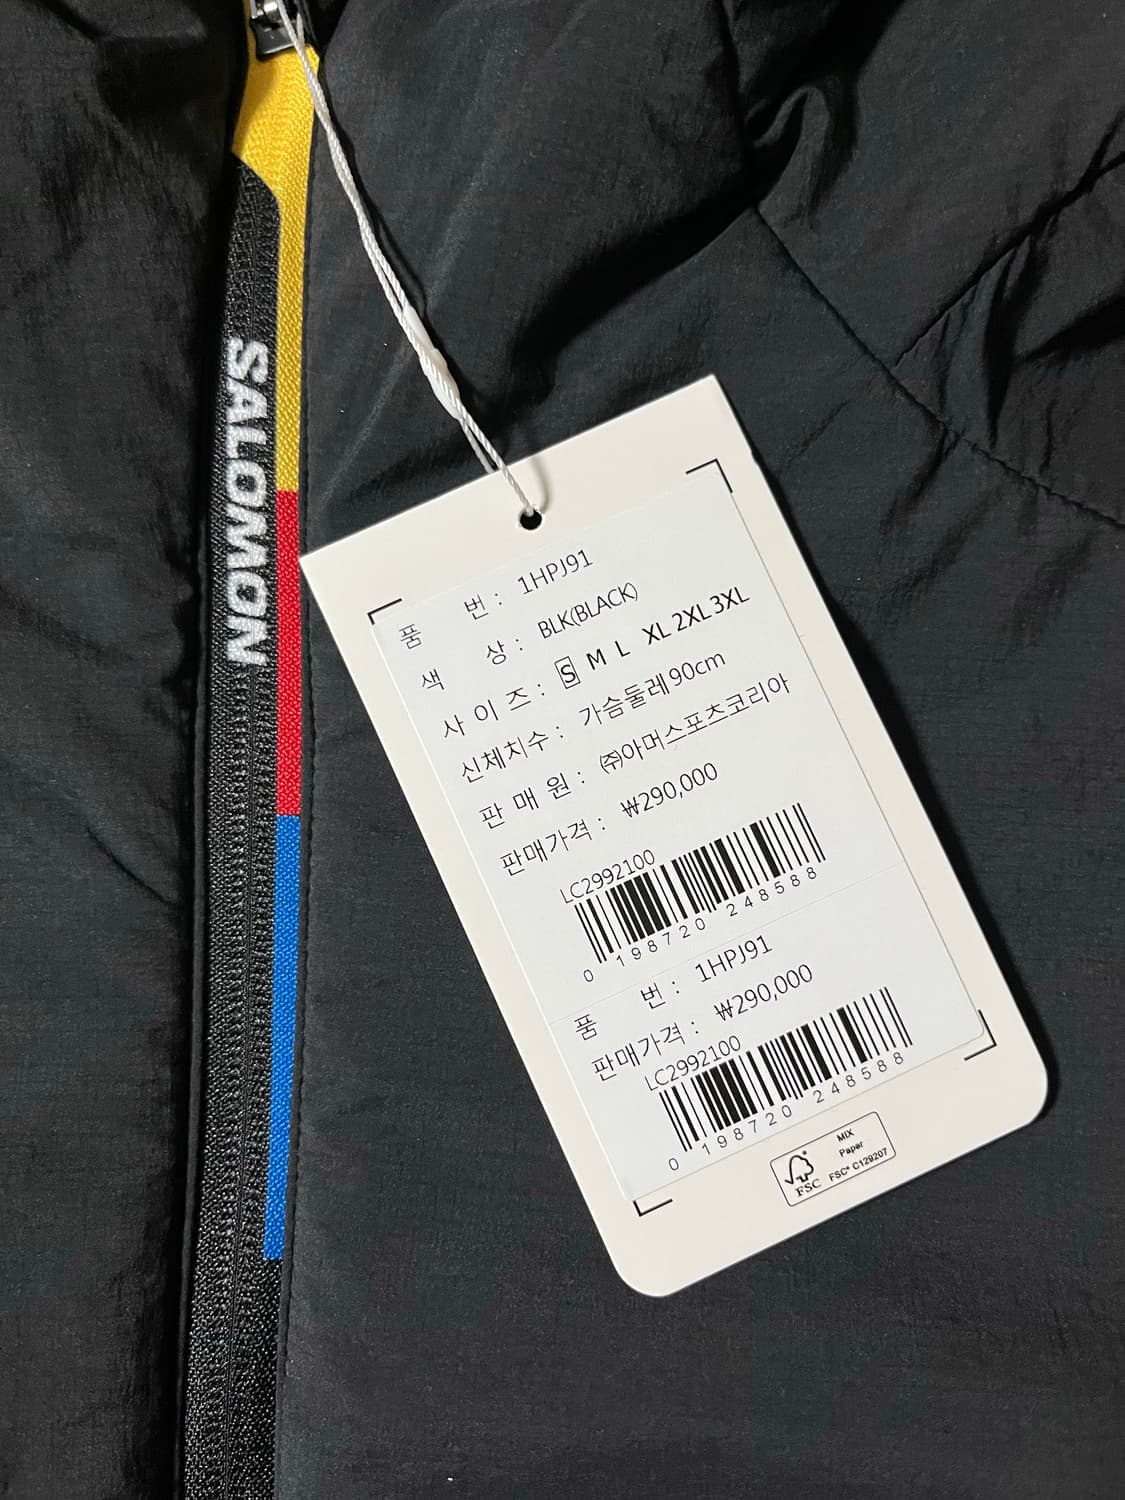 SALOMON
품 번 : 1HPJ91
색 상 : BLK(BLACK)
사 이 즈 : S M L XL 2XL 3XL
신체치수 : 가슴둘레 90cm
판 매 원 : ㈜아머스포츠코리아
판매가격 : ₩290,000
LC2992100
0 198720 248588
품 번 : 1HPJ91
판매가격 : ₩290,000
LC2992100
0 198720 248588
MIX
Paper
FSC FSC® C129207